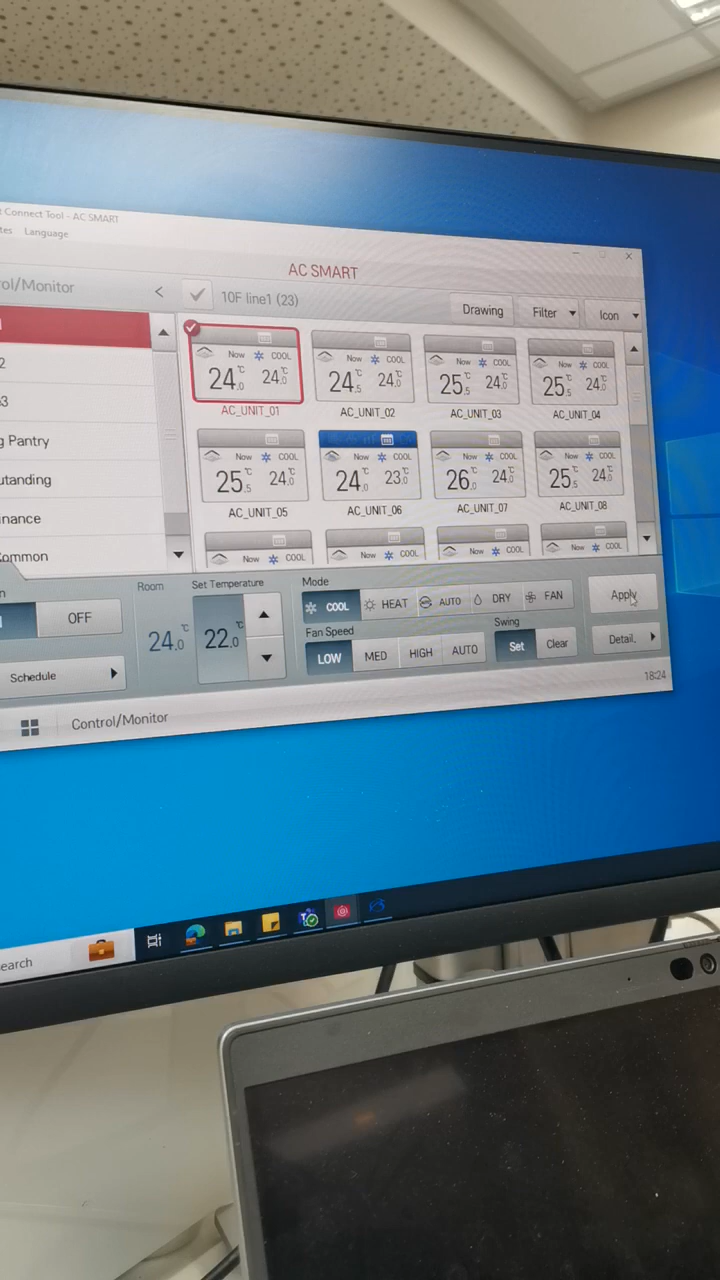 t Connect Tool - AC SMART
tes Language
AC SMART
rol/Monitor < 10F line1 (23) Drawing Filter Icon
2
3
g Pantry
utanding
inance
Common
Now COOL 24.0 °C 24.0 °C
AC_UNIT_01
Now COOL 24.5 °C 24.0 °C
AC_UNIT_02
Now COOL 25.5 °C 24.0 °C
AC_UNIT_03
Now COOL 25.5 °C 24.0 °C
AC_UNIT_04
Now COOL 25.5 °C 24.0 °C
AC_UNIT_05
Now COOL 24.0 °C 23.0 °C
AC_UNIT_06
Now COOL 26.0 °C 24.0 °C
AC_UNIT_07
Now COOL 25.5 °C 24.0 °C
AC_UNIT_08
Now COOL
Now COOL
Now COOL
Now COOL
n
OFF
Schedule
Room
24.0 °C
Set Temperature
22.0 °C
Mode
COOL HEAT AUTO DRY FAN
Fan Speed
LOW MED HIGH AUTO
Swing
Set Clear
Apply
Detail.
18:24
Control/Monitor
earch